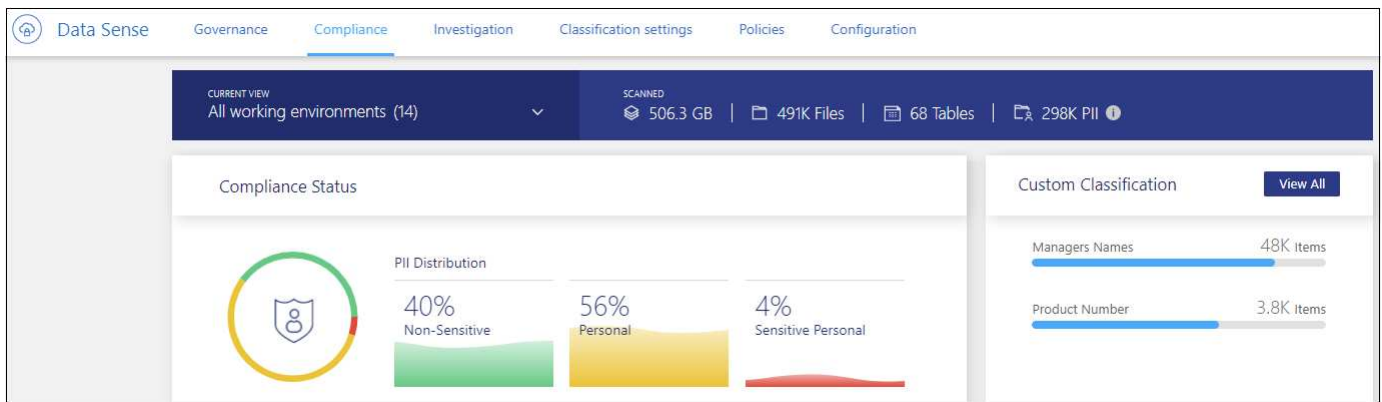 Data Sense
Governance
Compliance
Investigation
Classification settings
Policies
Configuration
CURRENT VIEW
All working environments (14)
SCANNED
506.3 GB | 491K Files | 68 Tables | 298K PII
Compliance Status
PII Distribution
40%
Non-Sensitive
56%
Personal
4%
Sensitive Personal
Custom Classification
View All
Managers Names
48K Items
Product Number
3.8K Items